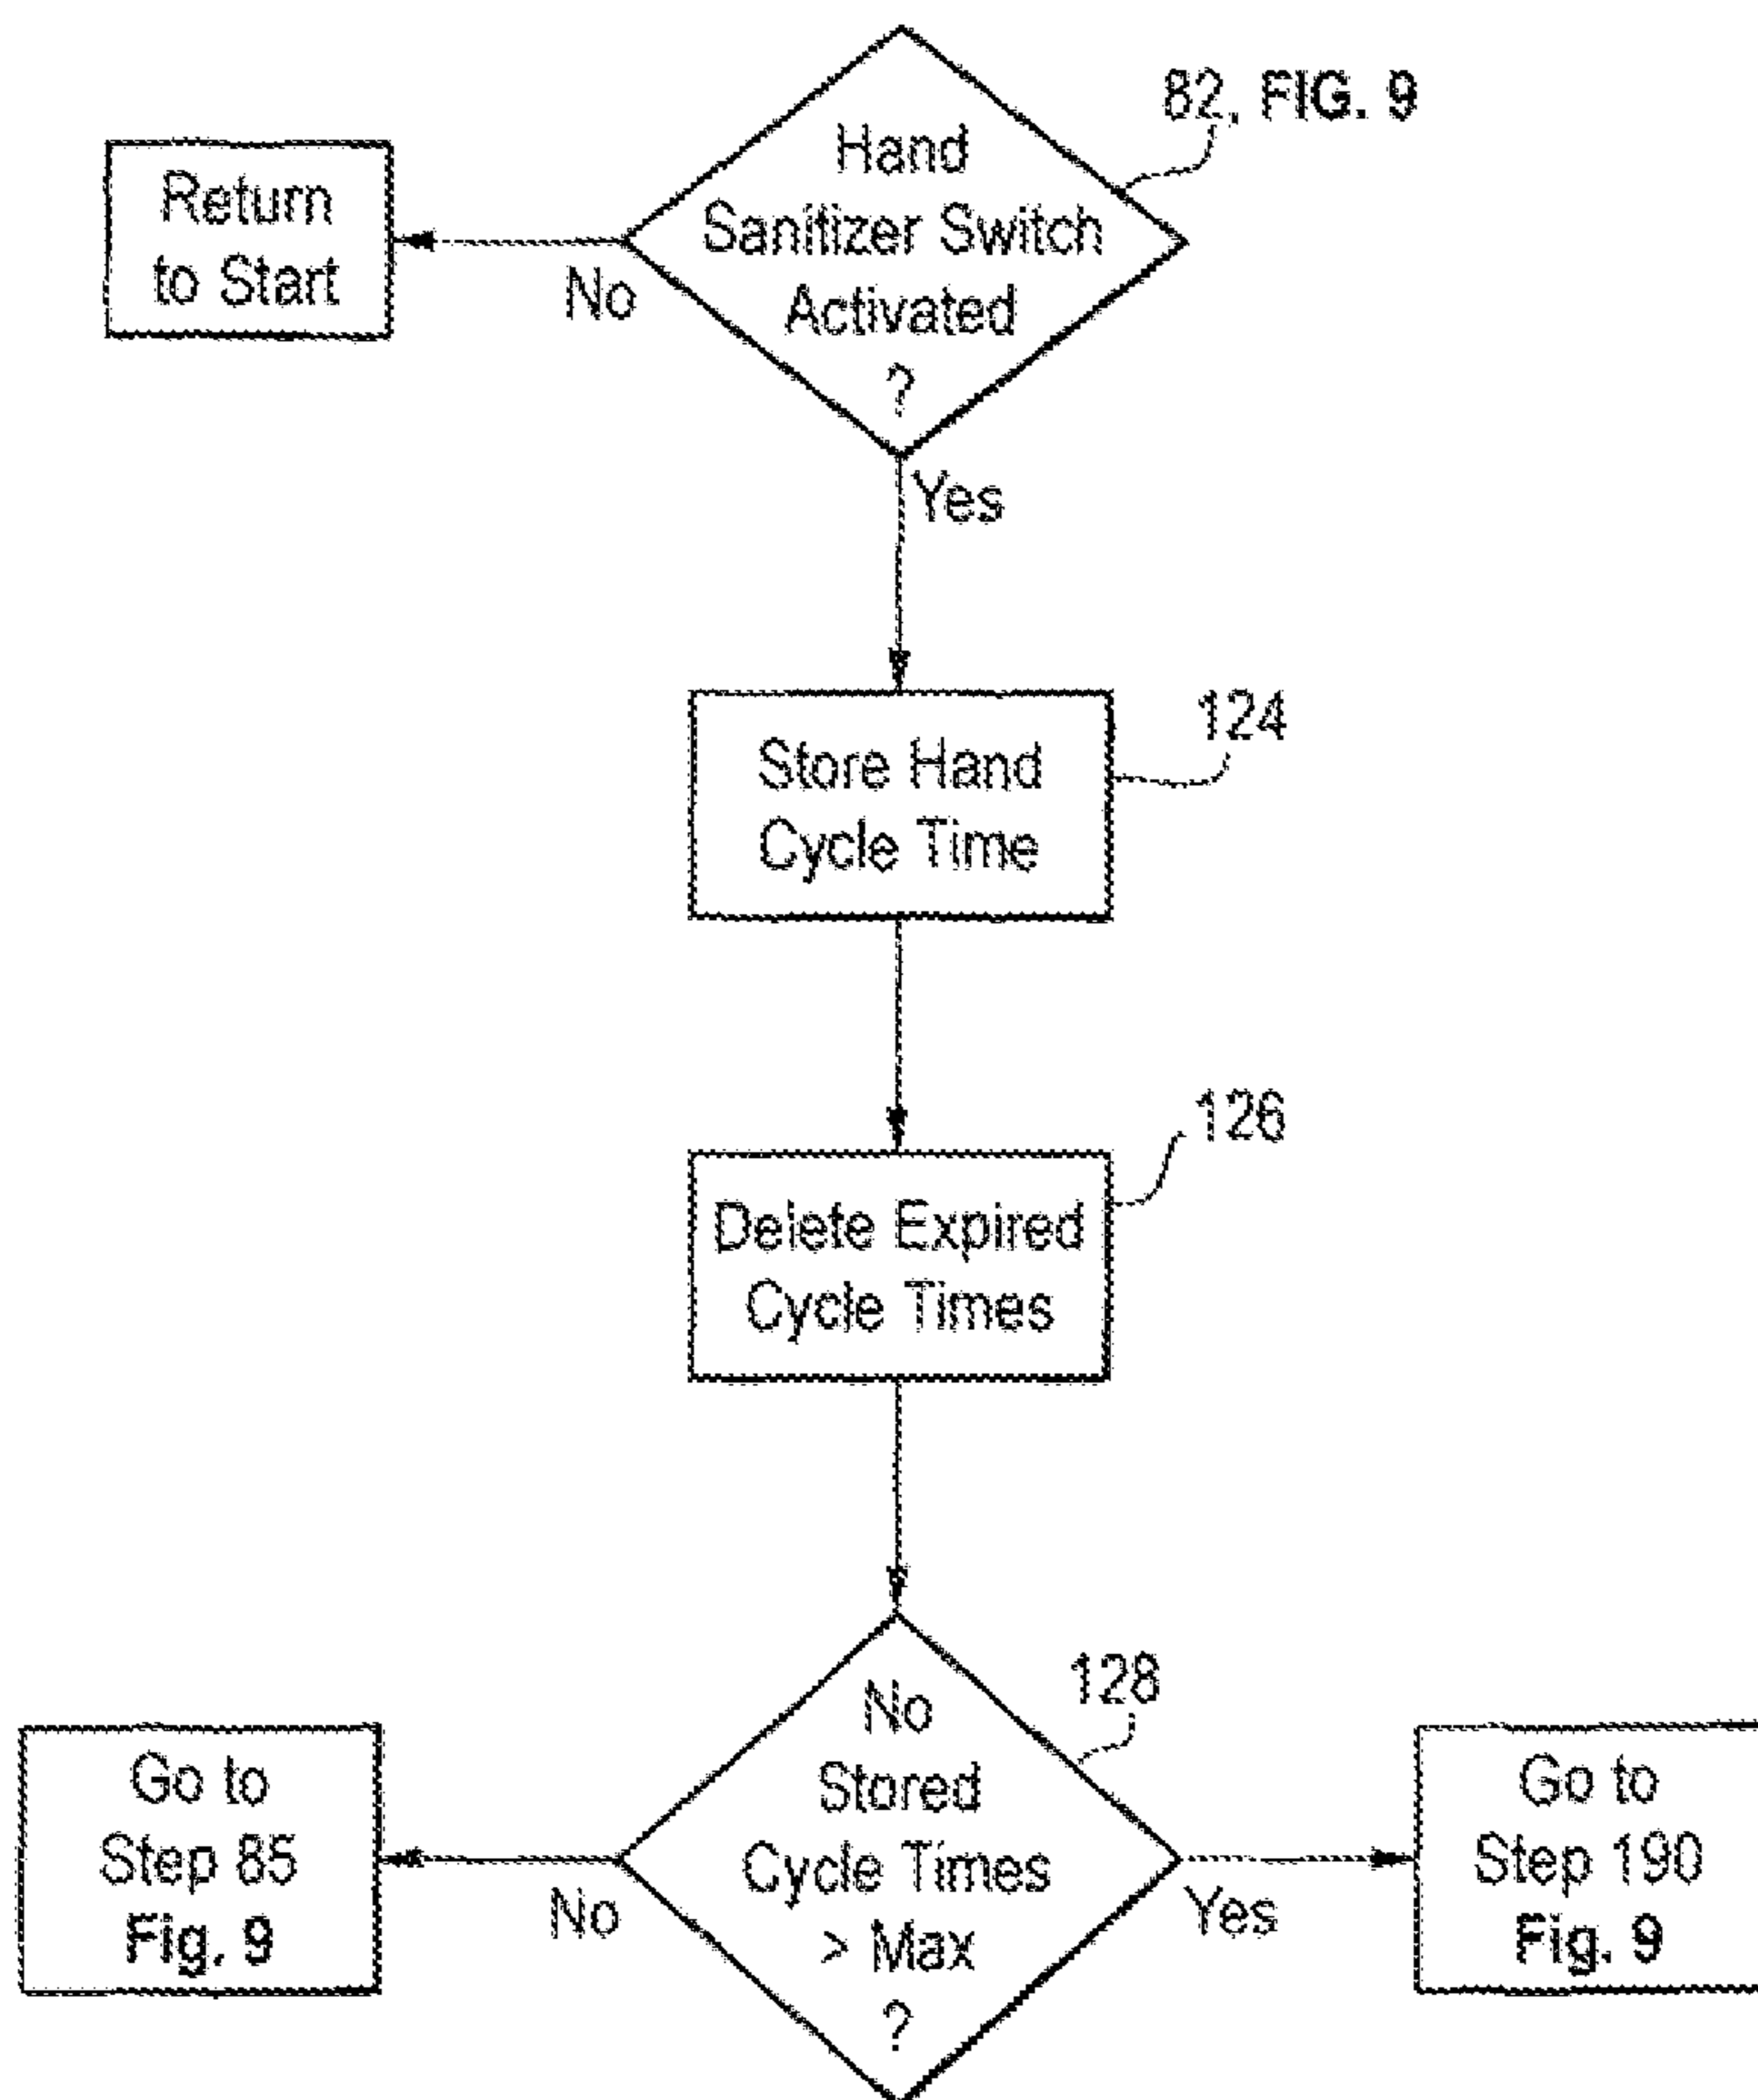 82, FIG. 9
Hand
Sanitizer Switch
Activated
?
Return
to Start
No
Yes
124
Store Hand
Cycle Time
126
Delete Expired
Cycle Times
128
No
Stored
Cycle Times
> Max
?
Go to
Step 85
Fig. 9
No
Yes
Go to
Step 190
Fig. 9